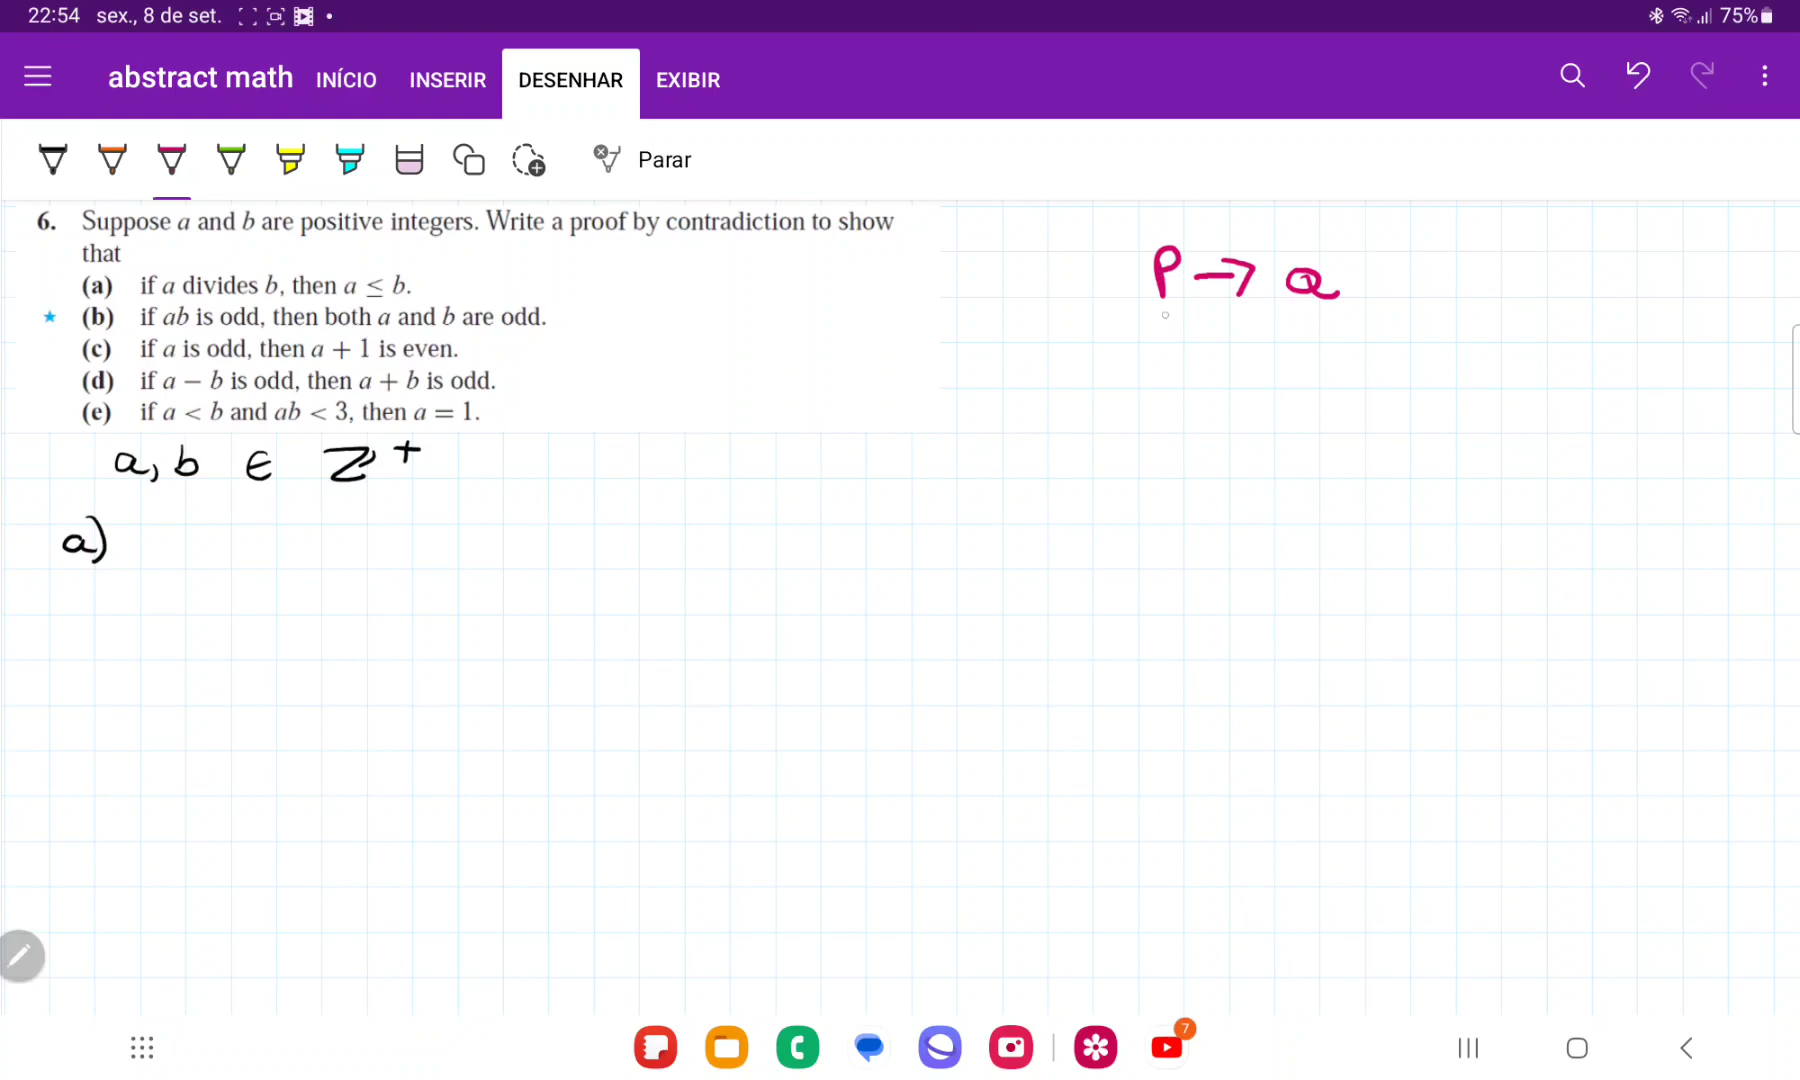 22:54 sex., 8 de set. 75%
abstract math INÍCIO INSERIR DESENHAR EXIBIR
Parar
6. Suppose a and b are positive integers. Write a proof by contradiction to show
that
(a) if a divides b, then a ≤ b.
★ (b) if ab is odd, then both a and b are odd.
(c) if a is odd, then a + 1 is even.
(d) if a − b is odd, then a + b is odd.
(e) if a < b and ab < 3, then a = 1.
P → Q
a, b ∈ ℤ⁺
a)
7